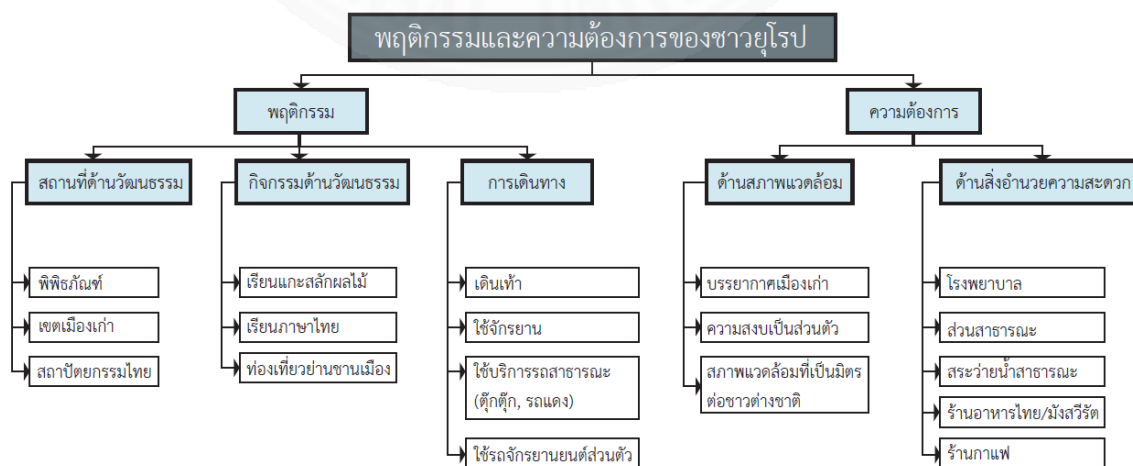 พฤติกรรมและความต้องการของชาวยุโรป
พฤติกรรม
ความต้องการ
สถานที่ด้านวัฒนธรรม
กิจกรรมด้านวัฒนธรรม
การเดินทาง
ด้านสภาพแวดล้อม
ด้านสิ่งอำนวยความสะดวก
พิพิธภัณฑ์
เขตเมืองเก่า
สถาปัตยกรรมไทย
เรียนแกะสลักผลไม้
เรียนภาษาไทย
ท่องเที่ยวย่านชานเมือง
เดินเท้า
ใช้จักรยาน
ใช้บริการรถสาธารณะ
(ตุ๊กตุ๊ก, รถแดง)
ใช้รถจักรยานยนต์ส่วนตัว
บรรยากาศเมืองเก่า
ความสงบเป็นส่วนตัว
สภาพแวดล้อมที่เป็นมิตร
ต่อชาวต่างชาติ
โรงพยาบาล
ส่วนสาธารณะ
สระว่ายน้ำสาธารณะ
ร้านอาหารไทย/มังสวีรัต
ร้านกาแฟ